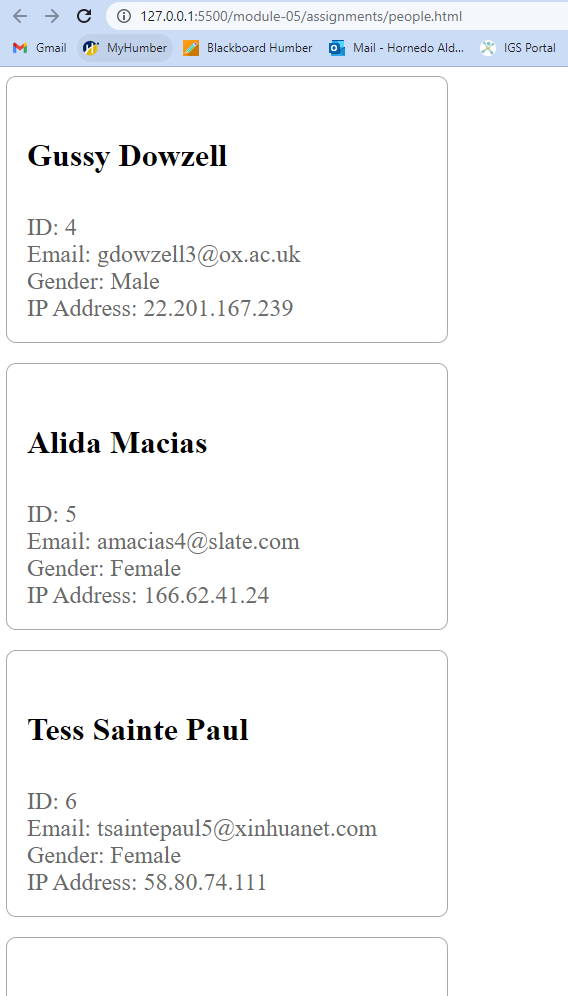 127.0.0.1:5500/module-05/assignments/people.html
Gmail MyHumber Blackboard Humber Mail - Hornedo Ald... IGS Portal
Gussy Dowzell
ID: 4
Email: gdowzell3@ox.ac.uk
Gender: Male
IP Address: 22.201.167.239
Alida Macias
ID: 5
Email: amacias4@slate.com
Gender: Female
IP Address: 166.62.41.24
Tess Sainte Paul
ID: 6
Email: tsaintepaul5@xinhuanet.com
Gender: Female
IP Address: 58.80.74.111